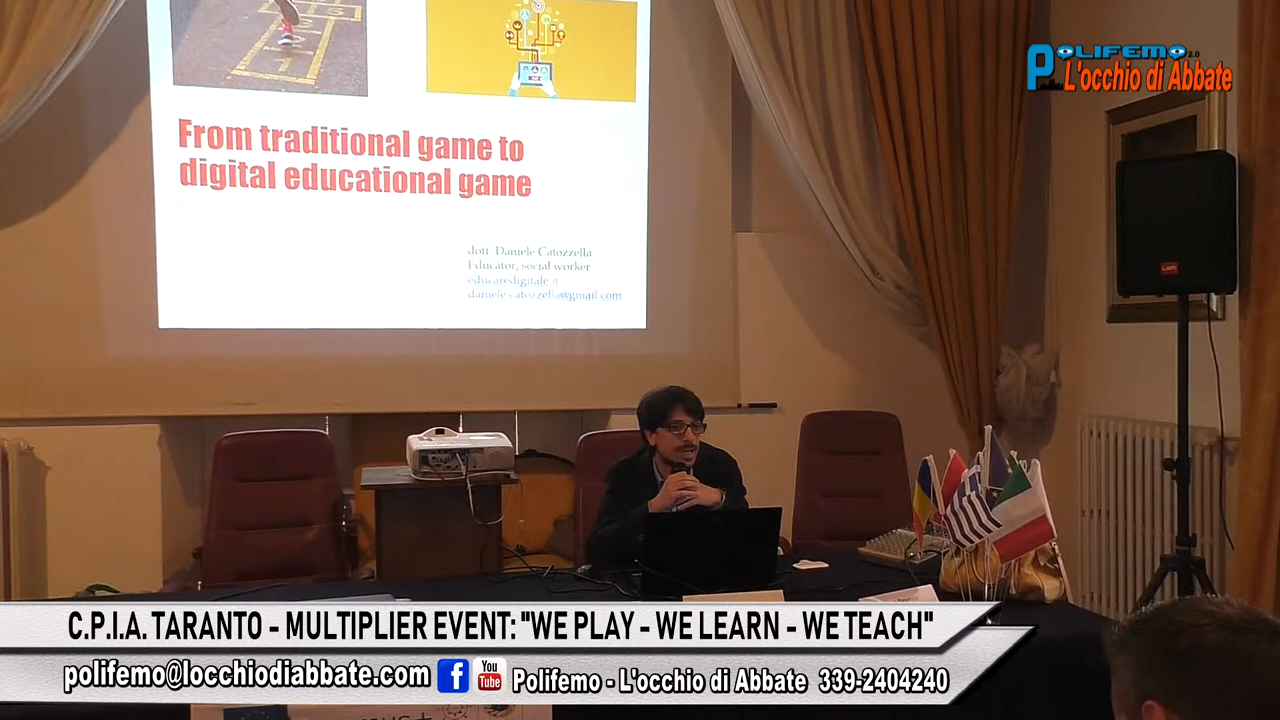 POLIFEMO 2.0
L'occhio di Abbate
From traditional game to
digital educational game
dott. Daniele Catozzella
Educator, social worker
educaredigitale.it
daniele.catozzella@gmail.com
C.P.I.A. TARANTO - MULTIPLIER EVENT: "WE PLAY - WE LEARN - WE TEACH"
polifemo@locchiodiabbate.com f You Tube Polifemo - L'occhio di Abbate 339-2404240